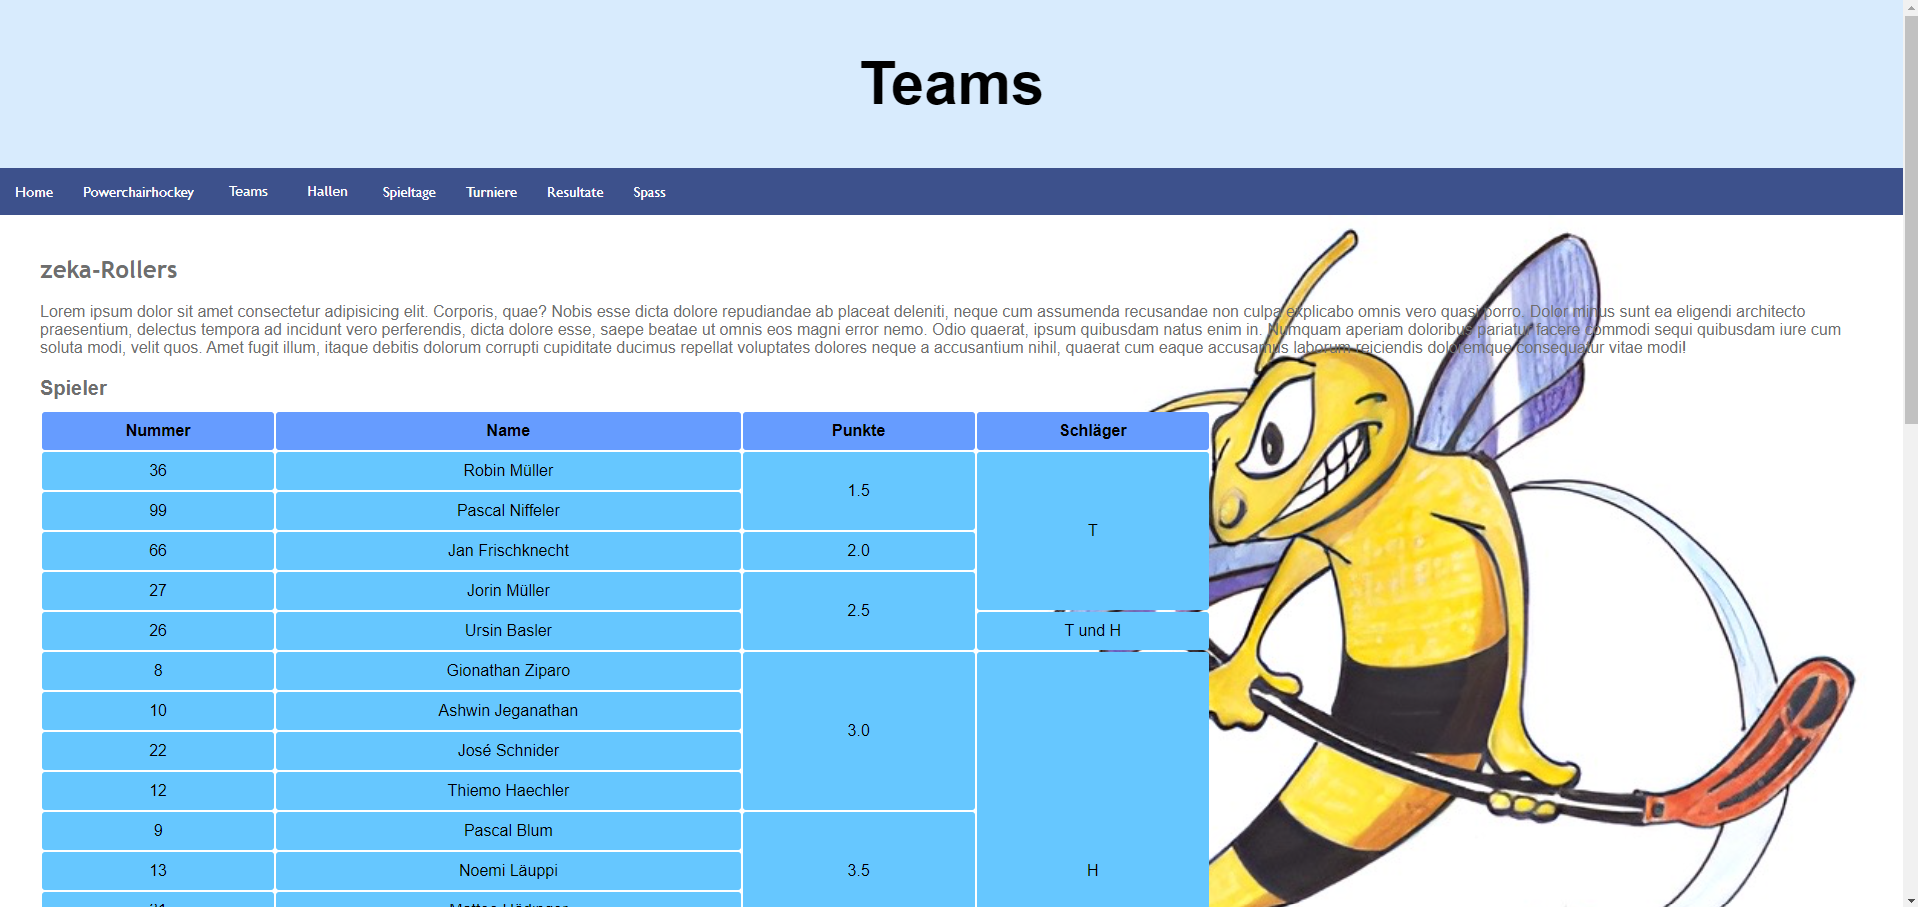 Teams
Home Powerchairhockey Teams Hallen Spieltage Turniere Resultate Spass
zeka-Rollers
Lorem ipsum dolor sit amet consectetur adipisicing elit. Corporis, quae? Nobis esse dicta dolore repudiandae ab placeat deleniti, neque cum assumenda recusandae non culpa explicabo omnis vero quasi porro. Dolor minus sunt ea eligendi architecto
praesentium, delectus tempora ad incidunt vero perferendis, dicta dolore esse, saepe beatae ut omnis eos magni error nemo. Odio quaerat, ipsum quibusdam natus enim in. Numquam aperiam doloribus pariatur facere commodi sequi quibusdam iure cum
soluta modi, velit quos. Amet fugit illum, itaque debitis dolorum corrupti cupiditate ducimus repellat voluptates dolores neque a accusantium nihil, quaerat cum eaque accusamus laborum reiciendis doloremque consequatur vitae modi!
Spieler
Nummer Name Punkte Schläger
36 Robin Müller
1.5
99 Pascal Niffeler
T
66 Jan Frischknecht 2.0
27 Jorin Müller
2.5
26 Ursin Basler T und H
8 Gionathan Ziparo
10 Ashwin Jeganathan
3.0
22 José Schnider
12 Thiemo Haechler
9 Pascal Blum
13 Noemi Läuppi 3.5 H